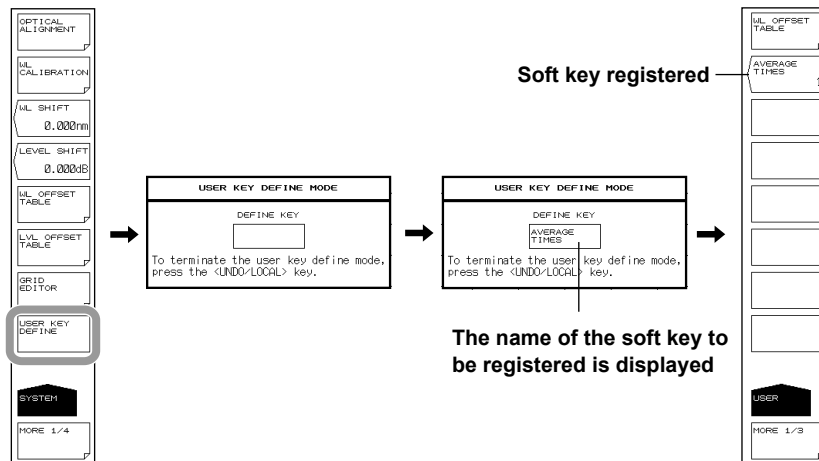 OPTICAL
ALIGNMENT
WL
CALIBRATION
WL SHIFT
0.000nm
LEVEL SHIFT
0.000dB
WL OFFSET
TABLE
LVL OFFSET
TABLE
GRID
EDITOR
USER KEY
DEFINE
SYSTEM
MORE 1/4
USER KEY DEFINE MODE
DEFINE KEY
To terminate the user key define mode,
press the <UNDO/LOCAL> key.
USER KEY DEFINE MODE
DEFINE KEY
AVERAGE
TIMES
To terminate the user key define mode,
press the <UNDO/LOCAL> key.
The name of the soft key to
be registered is displayed
Soft key registered
WL OFFSET
TABLE
AVERAGE
TIMES
USER
MORE 1/3